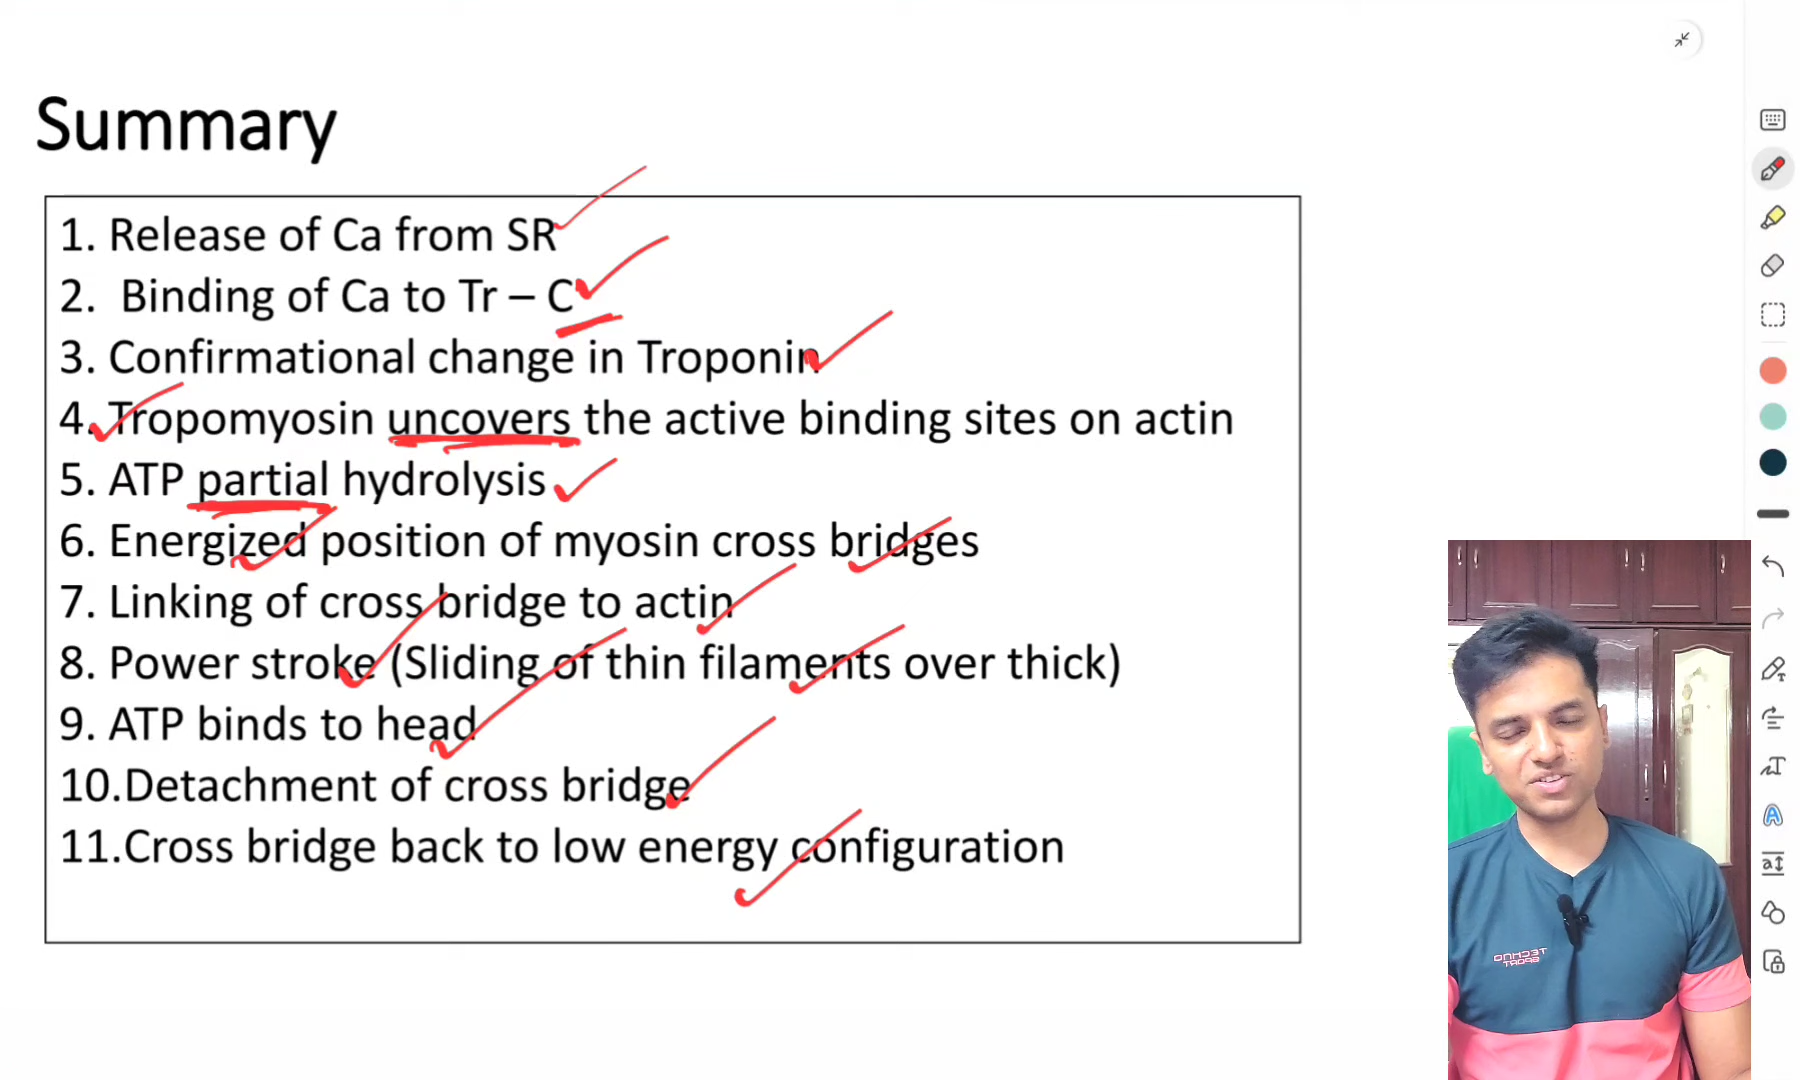 Summary
1. Release of Ca from SR
2. Binding of Ca to Tr – C
3. Confirmational change in Troponin
4. Tropomyosin uncovers the active binding sites on actin
5. ATP partial hydrolysis
6. Energized position of myosin cross bridges
7. Linking of cross bridge to actin
8. Power stroke (Sliding of thin filaments over thick)
9. ATP binds to head
10.Detachment of cross bridge
11.Cross bridge back to low energy configuration
TECHNO
SPORT